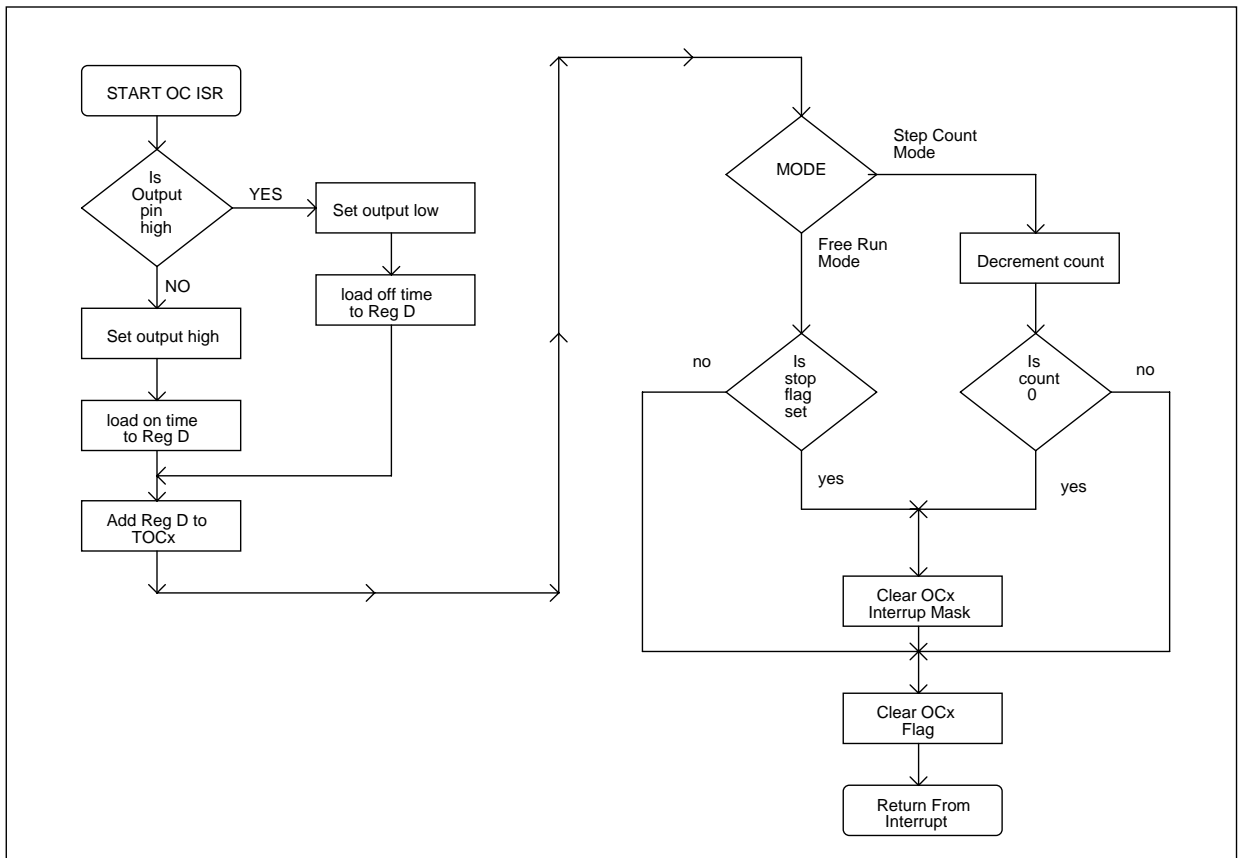 START OC ISR
Is
Output
pin
high
YES
Set output low
load off time
to Reg D
NO
Set output high
load on time
to Reg D
Add Reg D to
TOCx
MODE
Step Count
Mode
Free Run
Mode
Decrement count
no
Is
stop
flag
set
yes
Is
count
0
no
yes
Clear OCx
Interrup Mask
Clear OCx
Flag
Return From
Interrupt